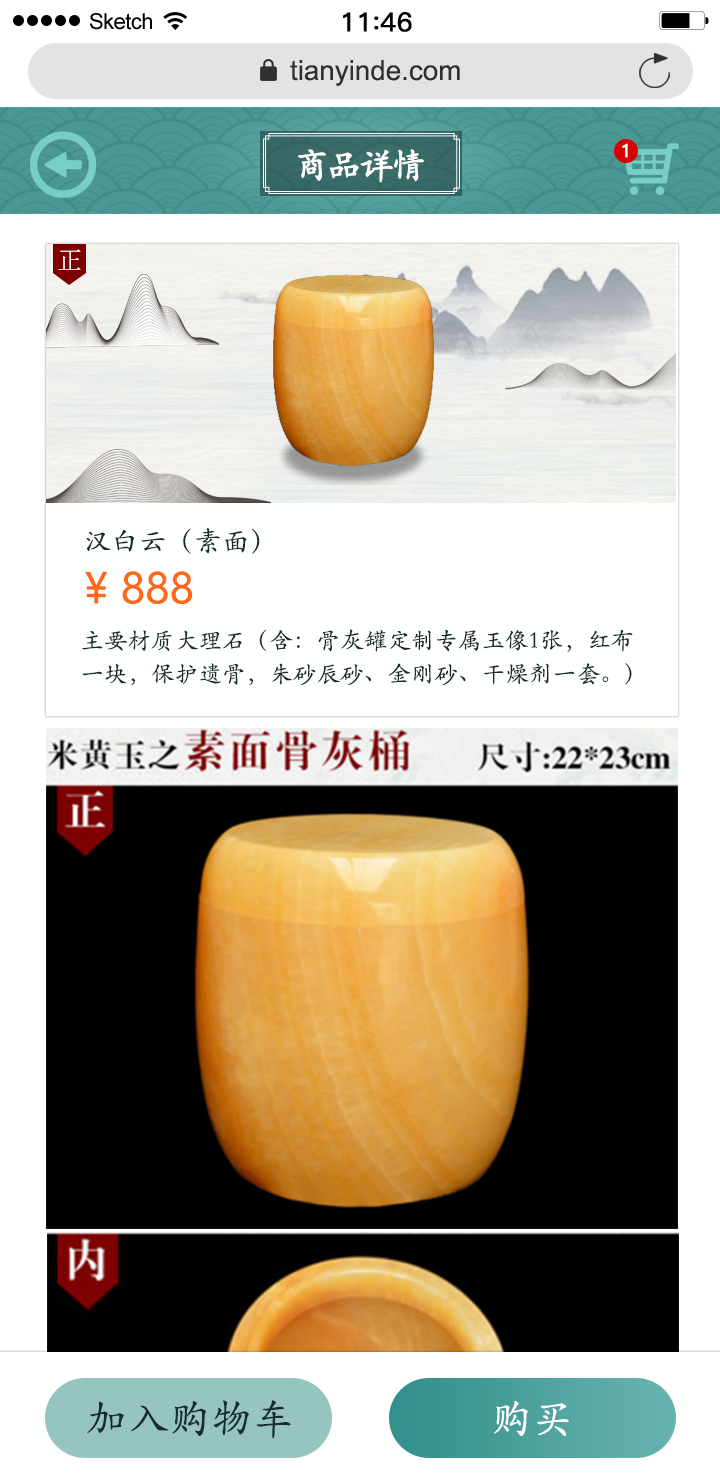 Sketch
11:46
tianyinde.com
商品详情
1
正
汉白云（素面）
¥ 888
主要材质大理石（含：骨灰罐定制专属玉像1张，红布
一块，保护遗骨，朱砂辰砂、金刚砂、干燥剂一套。）
米黄玉之素面骨灰桶 尺寸:22*23cm
正
内
加入购物车
购买